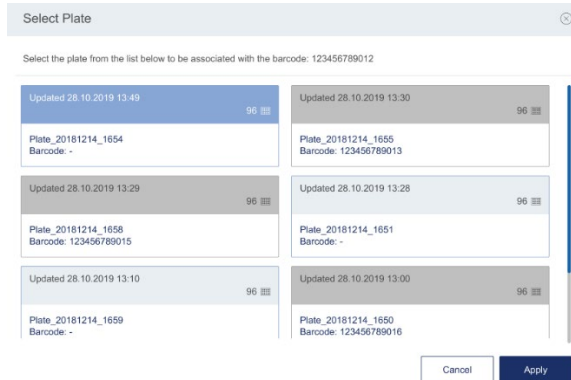 Select Plate
Select the plate from the list below to be associated with the barcode: 123456789012
Updated 28.10.2019 13:49
96
Plate_20181214_1654
Barcode: -
Updated 28.10.2019 13:30
96
Plate_20181214_1655
Barcode: 123456789013
Updated 28.10.2019 13:29
96
Plate_20181214_1658
Barcode: 123456789015
Updated 28.10.2019 13:28
96
Plate_20181214_1651
Barcode: -
Updated 28.10.2019 13:10
96
Plate_20181214_1659
Barcode: -
Updated 28.10.2019 13:00
96
Plate_20181214_1650
Barcode: 123456789016
Cancel
Apply